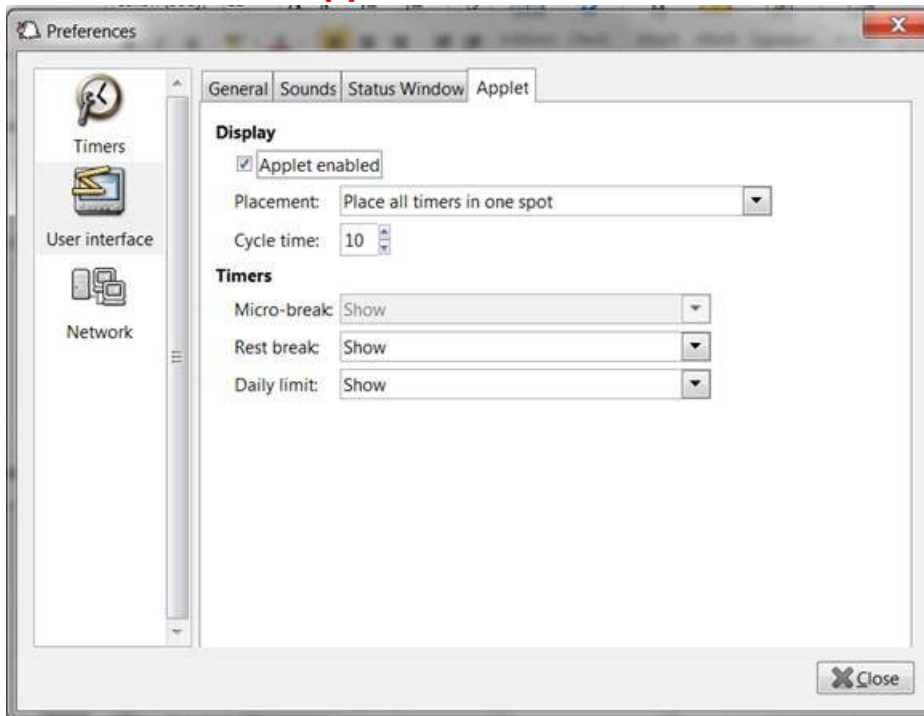 Preferences
General Sounds Status Window Applet
Timers
User interface
Network
Display
Applet enabled
Placement: Place all timers in one spot
Cycle time: 10
Timers
Micro-break: Show
Rest break: Show
Daily limit: Show
Close